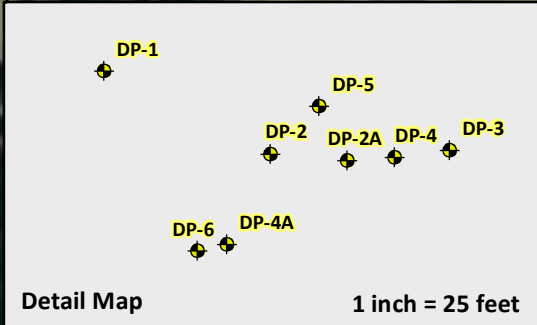 DP-1
DP-5
DP-2
DP-2A
DP-4
DP-3
DP-6
DP-4A
Detail Map
1 inch = 25 feet